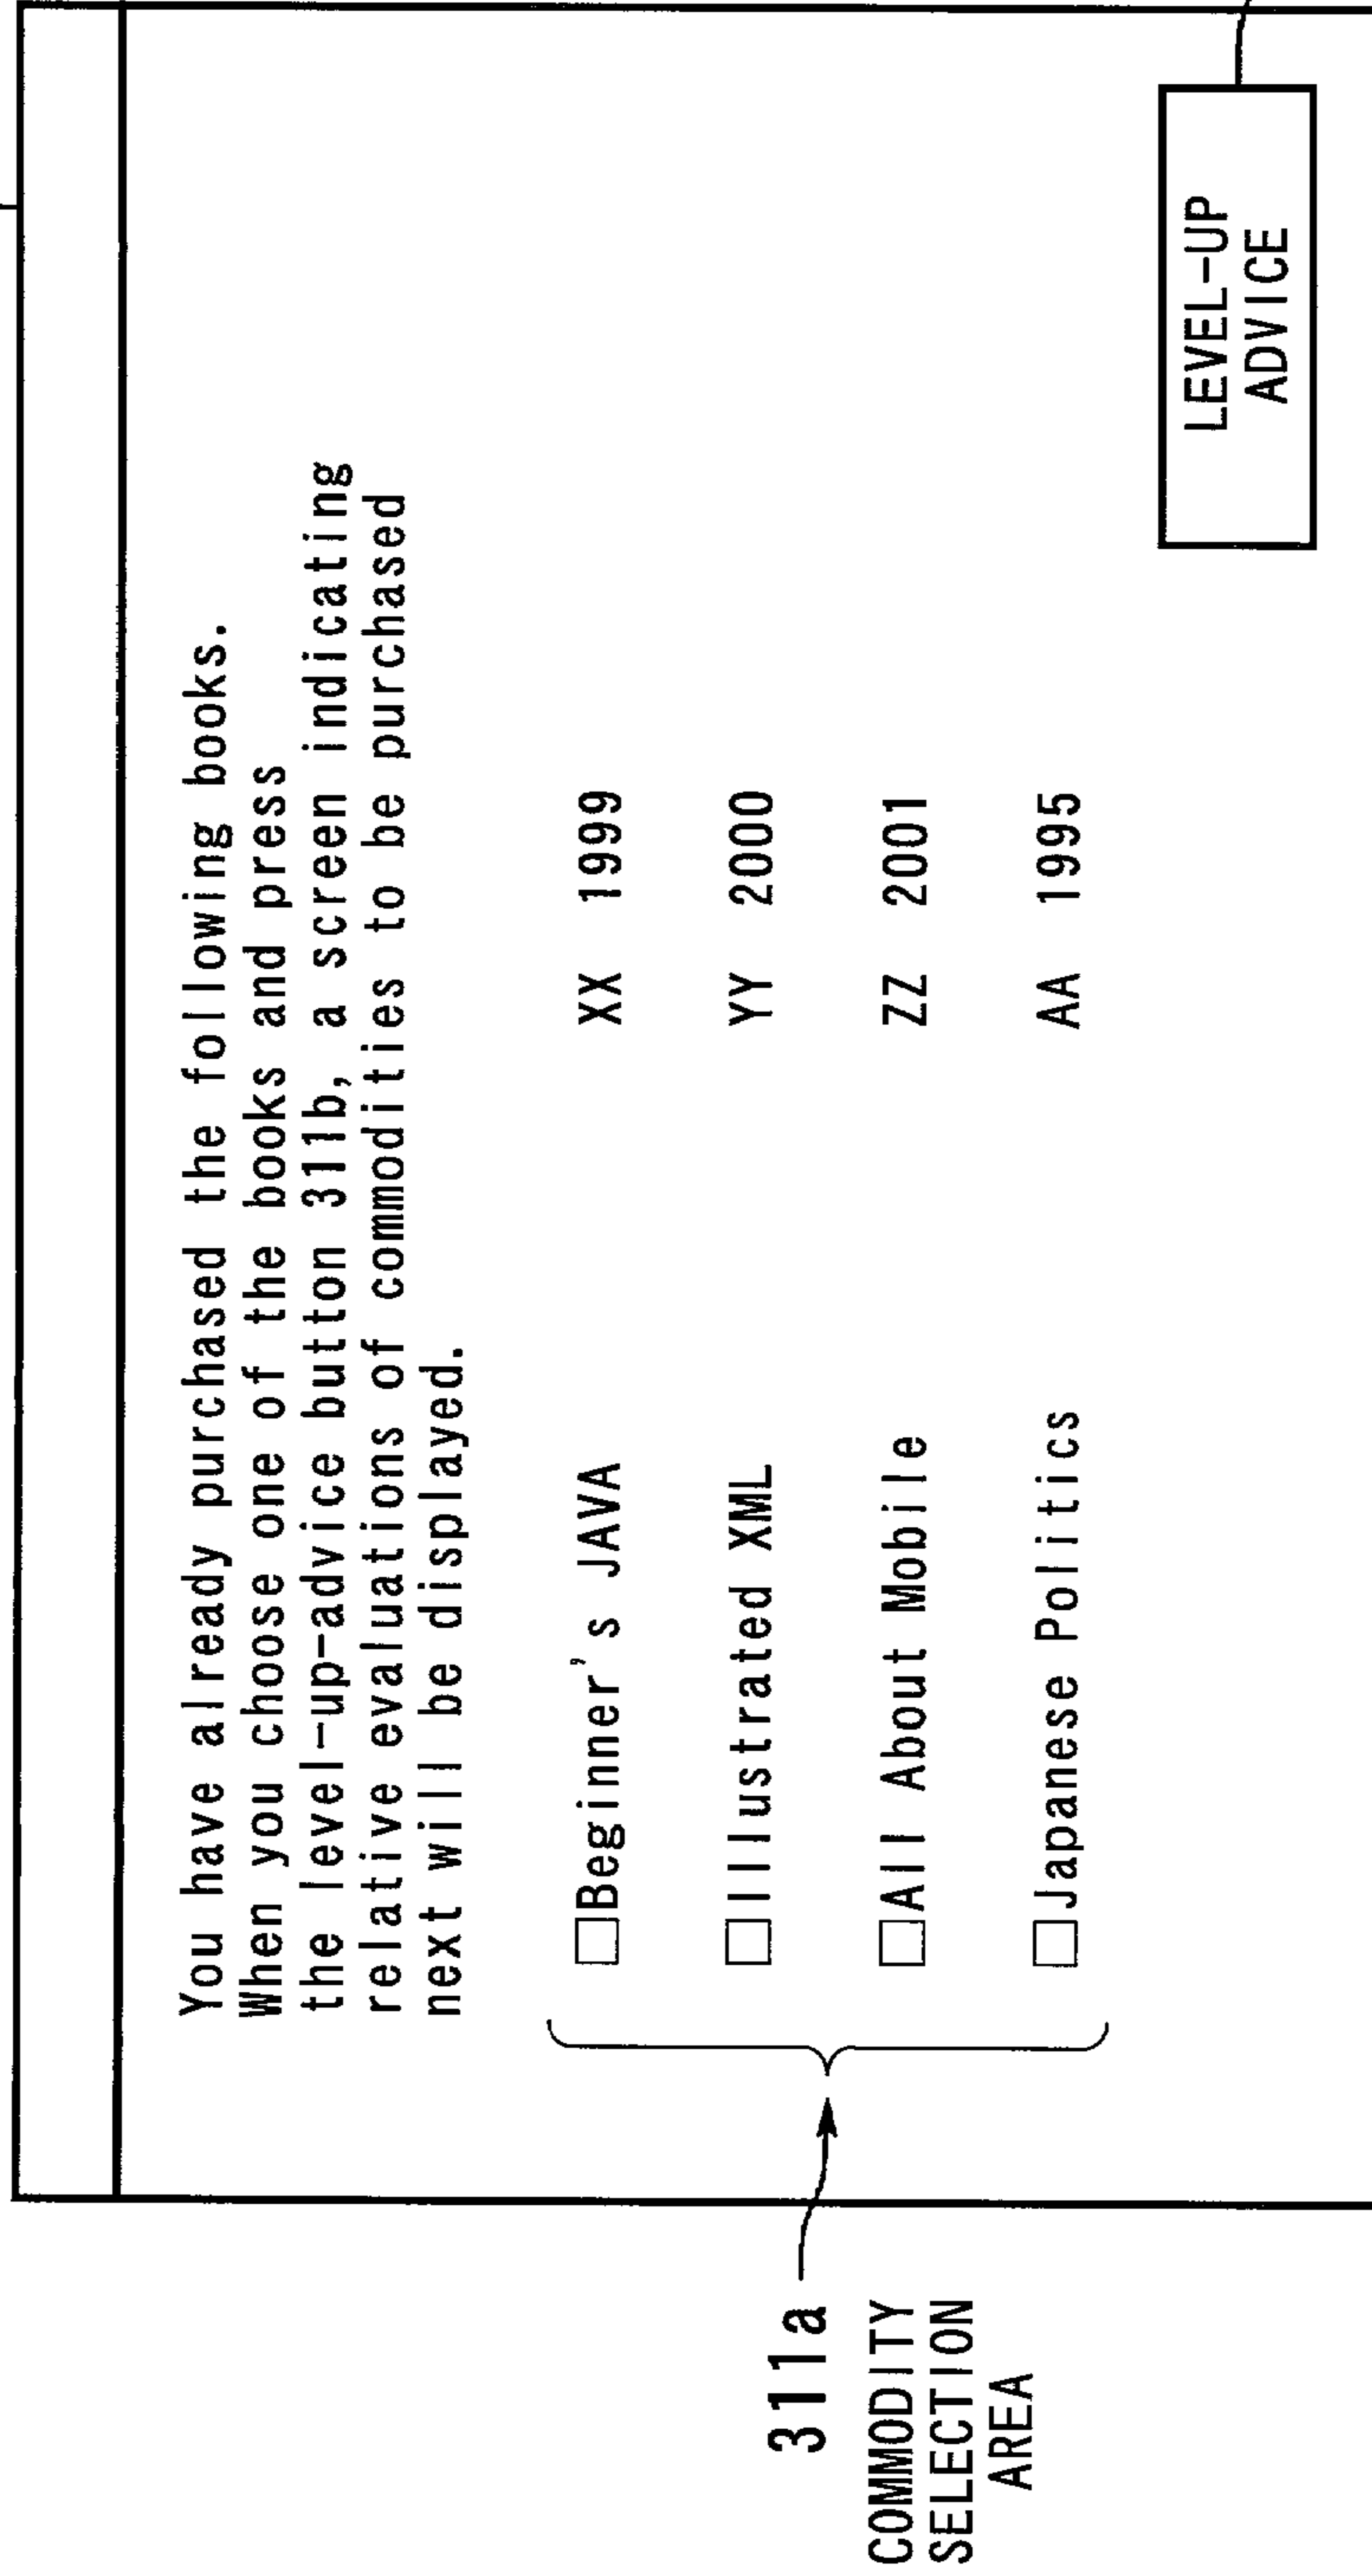 You have already purchased the following books.
When you choose one of the books and press
the level-up-advice button 311b, a screen indicating
relative evaluations of commodities to be purchased
next will be displayed.
311a
COMMODITY
SELECTION
AREA
□Beginner's JAVA XX 1999
□Illustrated XML YY 2000
□All About Mobile ZZ 2001
□Japanese Politics AA 1995
LEVEL-UP
ADVICE